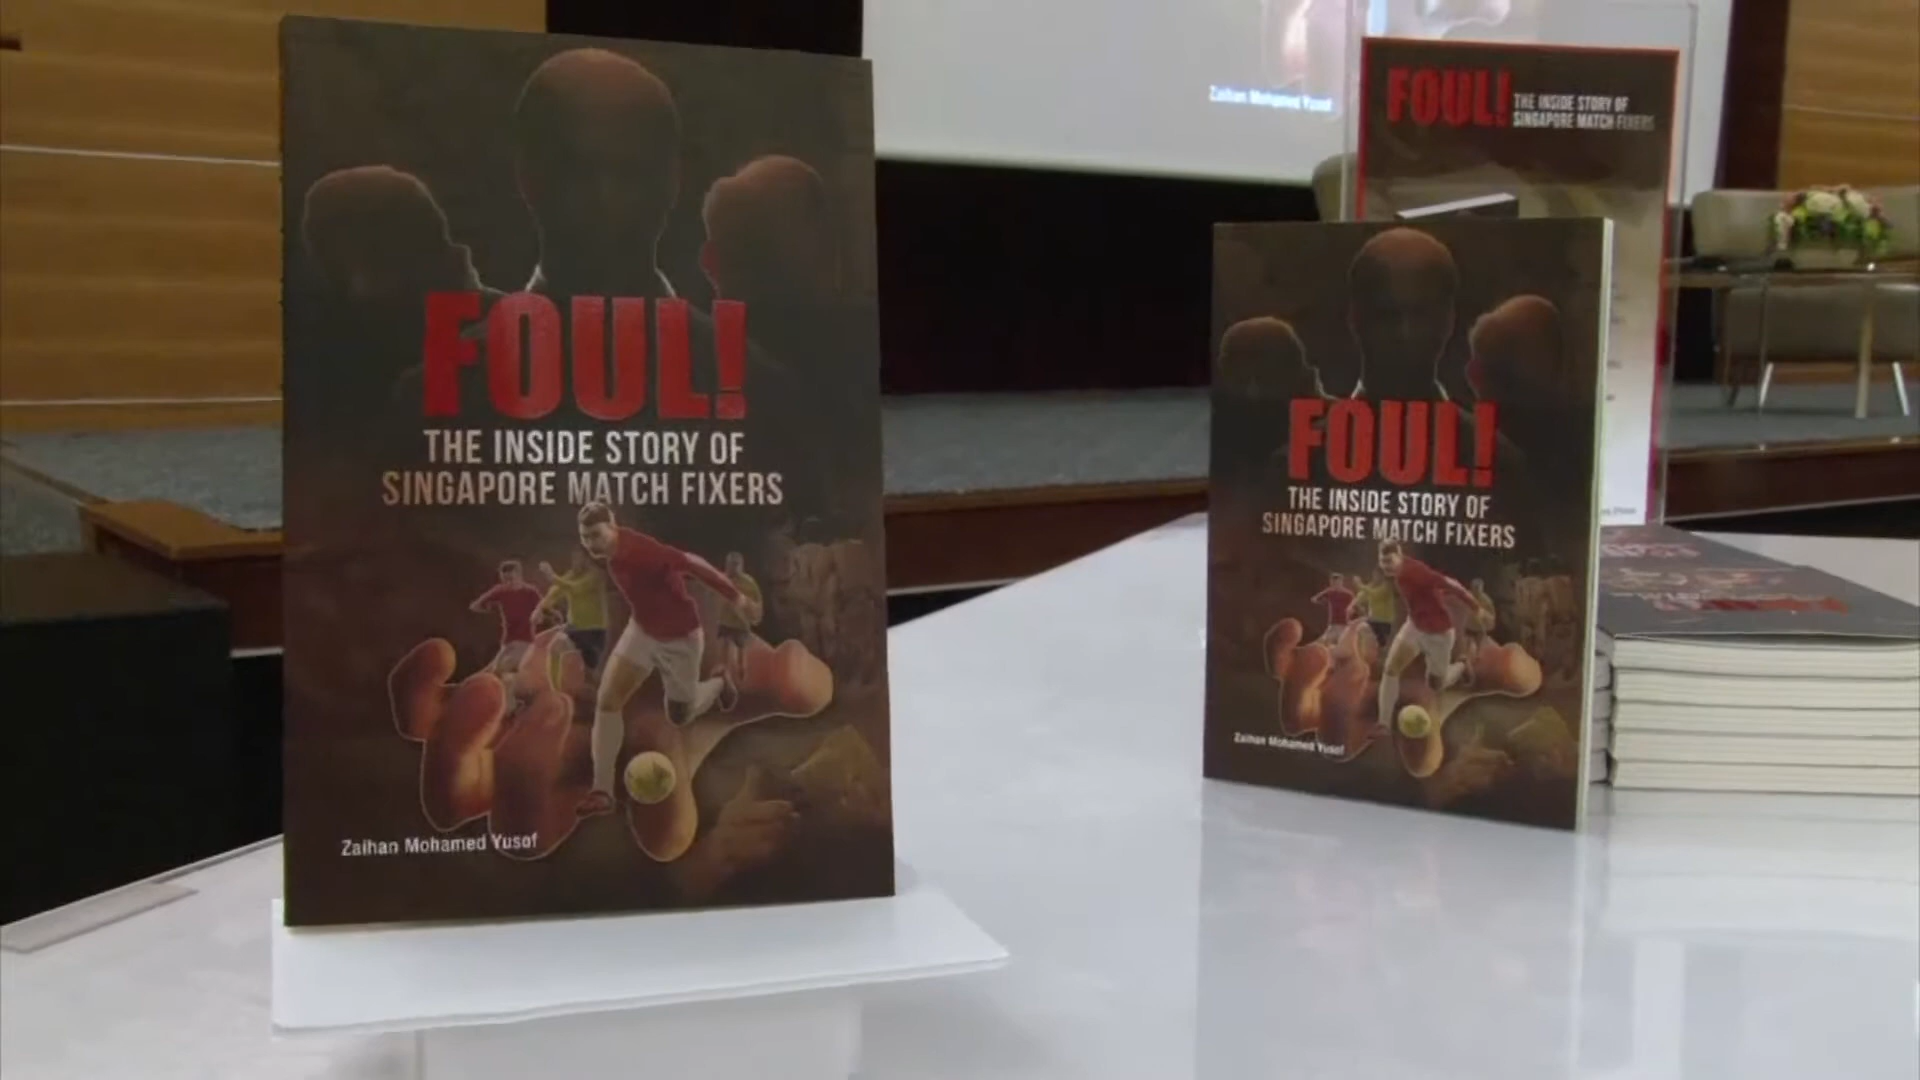 FOUL!
THE INSIDE STORY OF
SINGAPORE MATCH FIXERS
Zaihan Mohamed Yusof
Zaihan Mohamed Yusof
FOUL!
THE INSIDE STORY OF
SINGAPORE MATCH FIXERS
FOUL!
THE INSIDE STORY OF
SINGAPORE MATCH FIXERS
Zaihan Mohamed Yusof